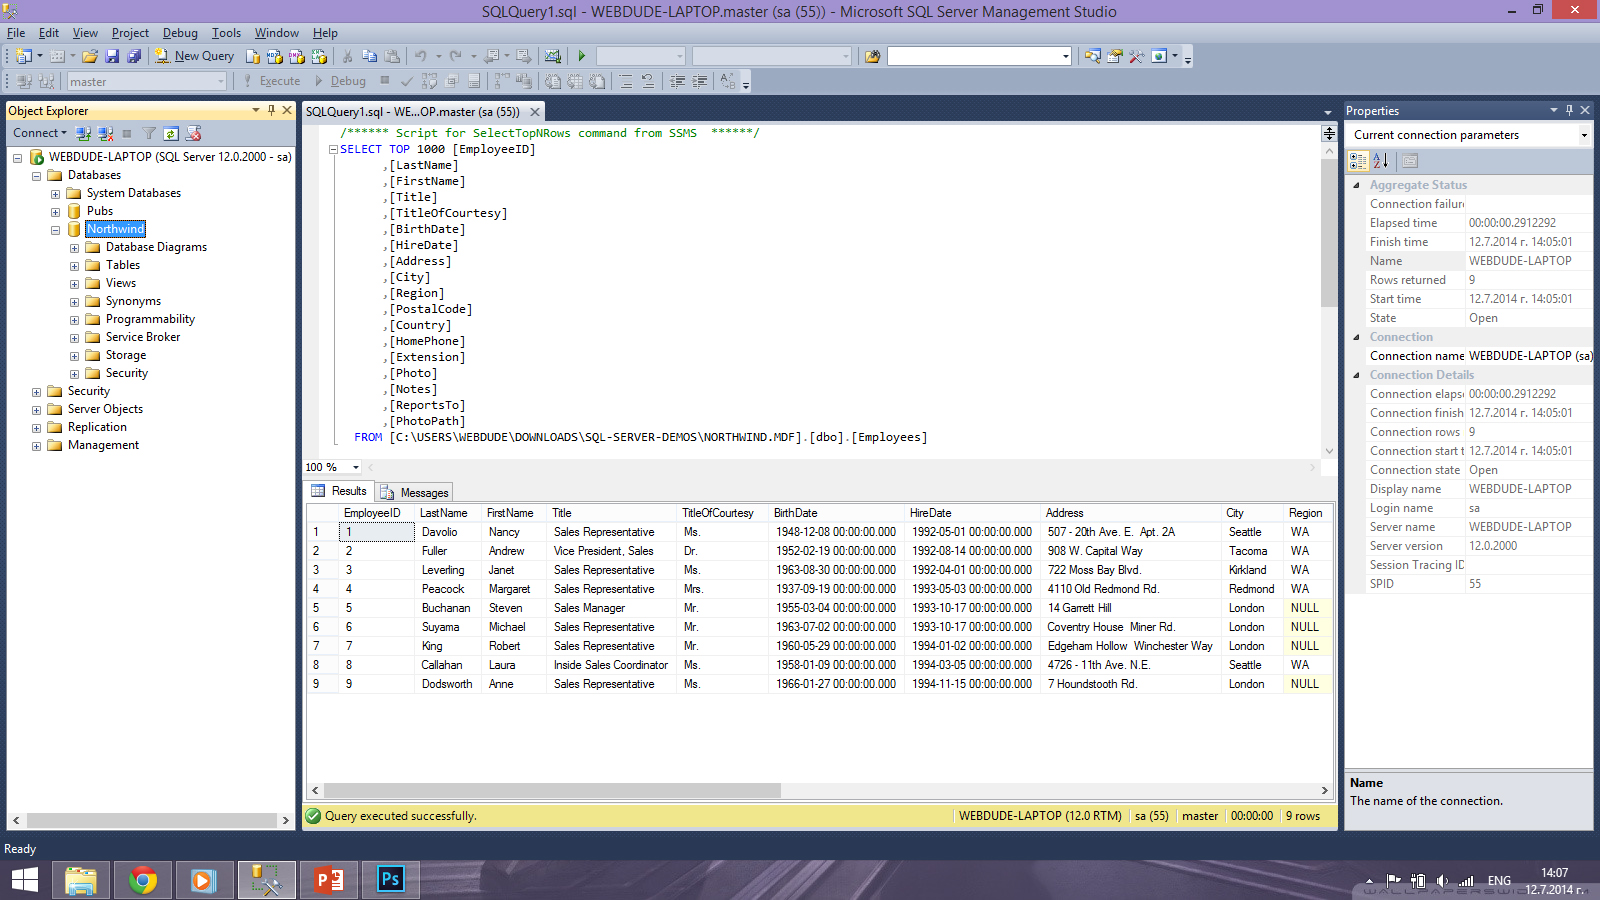 SQLQuery1.sql - WEBDUDE-LAPTOP.master (sa (55)) - Microsoft SQL Server Management Studio
File Edit View Project Debug Tools Window Help
New Query
master Execute Debug
Object Explorer
Connect
WEBDUDE-LAPTOP (SQL Server 12.0.2000 - sa)
Databases
System Databases
Pubs
Northwind
Database Diagrams
Tables
Views
Synonyms
Programmability
Service Broker
Storage
Security
Security
Server Objects
Replication
Management
SQLQuery1.sql - WE...OP.master (sa (55))
/****** Script for SelectTopNRows command from SSMS  ******/
SELECT TOP 1000 [EmployeeID]
,[LastName]
,[FirstName]
,[Title]
,[TitleOfCourtesy]
,[BirthDate]
,[HireDate]
,[Address]
,[City]
,[Region]
,[PostalCode]
,[Country]
,[HomePhone]
,[Extension]
,[Photo]
,[Notes]
,[ReportsTo]
,[PhotoPath]
FROM [C:\USERS\WEBDUDE\DOWNLOADS\SQL-SERVER-DEMOS\NORTHWIND.MDF].[dbo].[Employees]
100 %
Results Messages
EmployeeID LastName FirstName Title TitleOfCourtesy BirthDate HireDate Address City Region
1 1 Davolio Nancy Sales Representative Ms. 1948-12-08 00:00:00.000 1992-05-01 00:00:00.000 507 - 20th Ave. E.  Apt. 2A Seattle WA
2 2 Fuller Andrew Vice President, Sales Dr. 1952-02-19 00:00:00.000 1992-08-14 00:00:00.000 908 W. Capital Way Tacoma WA
3 3 Leverling Janet Sales Representative Ms. 1963-08-30 00:00:00.000 1992-04-01 00:00:00.000 722 Moss Bay Blvd. Kirkland WA
4 4 Peacock Margaret Sales Representative Mrs. 1937-09-19 00:00:00.000 1993-05-03 00:00:00.000 4110 Old Redmond Rd. Redmond WA
5 5 Buchanan Steven Sales Manager Mr. 1955-03-04 00:00:00.000 1993-10-17 00:00:00.000 14 Garrett Hill London NULL
6 6 Suyama Michael Sales Representative Mr. 1963-07-02 00:00:00.000 1993-10-17 00:00:00.000 Coventry House  Miner Rd. London NULL
7 7 King Robert Sales Representative Mr. 1960-05-29 00:00:00.000 1994-01-02 00:00:00.000 Edgeham Hollow  Winchester Way London NULL
8 8 Callahan Laura Inside Sales Coordinator Ms. 1958-01-09 00:00:00.000 1994-03-05 00:00:00.000 4726 - 11th Ave. N.E. Seattle WA
9 9 Dodsworth Anne Sales Representative Ms. 1966-01-27 00:00:00.000 1994-11-15 00:00:00.000 7 Houndstooth Rd. London NULL
Query executed successfully. WEBDUDE-LAPTOP (12.0 RTM) sa (55) master 00:00:00 9 rows
Properties
Current connection parameters
Aggregate Status
Connection failure
Elapsed time 00:00:00.2912292
Finish time 12.7.2014 г. 14:05:01
Name WEBDUDE-LAPTOP
Rows returned 9
Start time 12.7.2014 г. 14:05:01
State Open
Connection
Connection name WEBDUDE-LAPTOP (sa)
Connection Details
Connection elapse 00:00:00.2912292
Connection finish 12.7.2014 г. 14:05:01
Connection rows 9
Connection start t 12.7.2014 г. 14:05:01
Connection state Open
Display name WEBDUDE-LAPTOP
Login name sa
Server name WEBDUDE-LAPTOP
Server version 12.0.2000
Session Tracing ID
SPID 55
Name
The name of the connection.
Ready
Ps
ENG 14:07
12.7.2014 г.